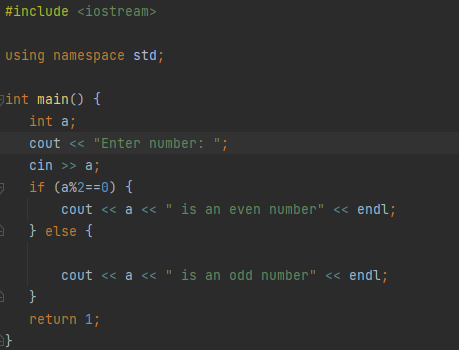 #include <iostream>
using namespace std;
int main() {
    int a;
    cout << "Enter number: ";
    cin >> a;
    if (a%2==0) {
        cout << a << " is an even number" << endl;
    } else {
        cout << a << " is an odd number" << endl;
    }
    return 1;
}